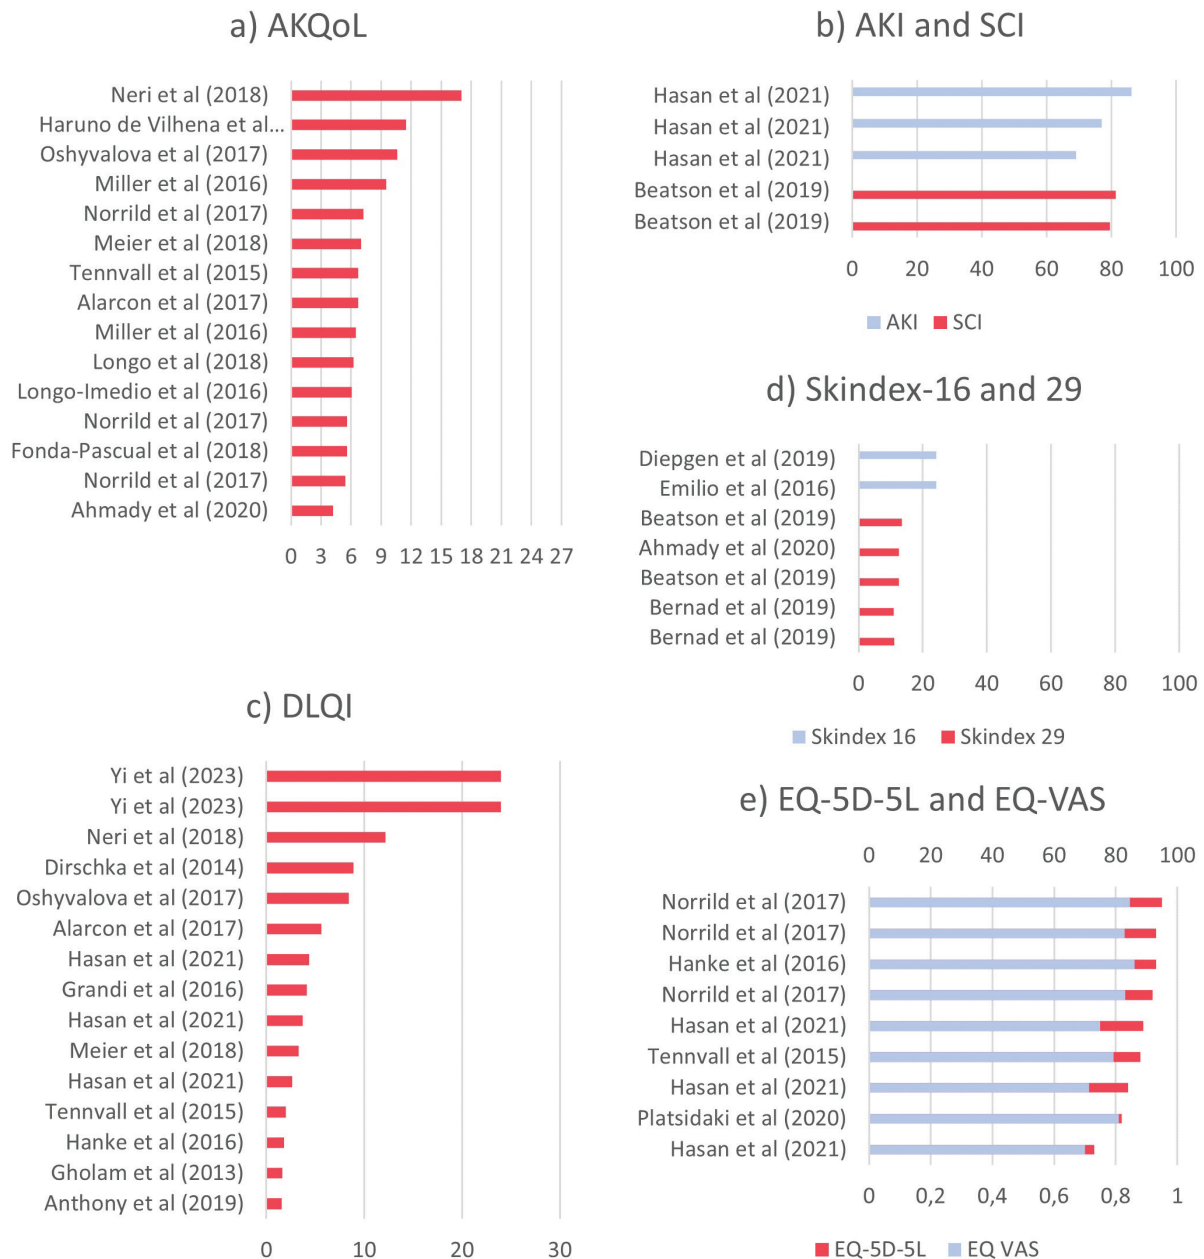 a) AKQoL
Neri et al (2018)
Haruno de Vilhena et al...
Oshyvalova et al (2017)
Miller et al (2016)
Norrild et al (2017)
Meier et al (2018)
Tennvall et al (2015)
Alarcon et al (2017)
Miller et al (2016)
Longo et al (2018)
Longo-Imedio et al (2016)
Norrild et al (2017)
Fonda-Pascual et al (2018)
Norrild et al (2017)
Ahmady et al (2020)
0 3 6 9 12 15 18 21 24 27
b) AKI and SCI
Hasan et al (2021)
Hasan et al (2021)
Hasan et al (2021)
Beatson et al (2019)
Beatson et al (2019)
0 20 40 60 80 100
AKI SCI
c) DLQI
Yi et al (2023)
Yi et al (2023)
Neri et al (2018)
Dirschka et al (2014)
Oshyvalova et al (2017)
Alarcon et al (2017)
Hasan et al (2021)
Grandi et al (2016)
Hasan et al (2021)
Meier et al (2018)
Hasan et al (2021)
Tennvall et al (2015)
Hanke et al (2016)
Gholam et al (2013)
Anthony et al (2019)
0 10 20 30
d) Skindex-16 and 29
Diepgen et al (2019)
Emilio et al (2016)
Beatson et al (2019)
Ahmady et al (2020)
Beatson et al (2019)
Bernad et al (2019)
Bernad et al (2019)
0 20 40 60 80 100
Skindex 16 Skindex 29
e) EQ-5D-5L and EQ-VAS
0 20 40 60 80 100
Norrild et al (2017)
Norrild et al (2017)
Hanke et al (2016)
Norrild et al (2017)
Hasan et al (2021)
Tennvall et al (2015)
Hasan et al (2021)
Platsidaki et al (2020)
Hasan et al (2021)
0 0,2 0,4 0,6 0,8 1
EQ-5D-5L EQ VAS